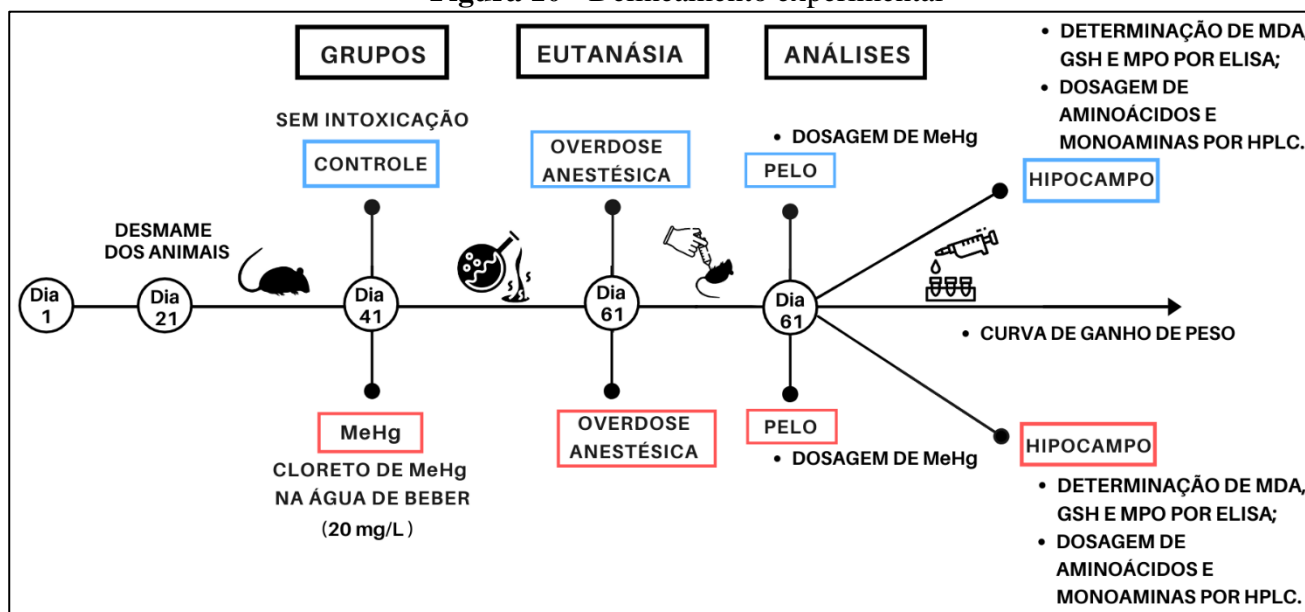 GRUPOS
EUTANÁSIA
ANÁLISES
• DETERMINAÇÃO DE MDA,
GSH E MPO POR ELISA;
• DOSAGEM DE
AMINOÁCIDOS E
MONOAMINAS POR HPLC.
SEM INTOXICAÇÃO
CONTROLE
OVERDOSE
ANESTÉSICA
• DOSAGEM DE MeHg
PELO
HIPOCAMPO
DESMAME
DOS ANIMAIS
Dia
1
Dia
21
Dia
41
Dia
61
Dia
61
• CURVA DE GANHO DE PESO
MeHg
CLORETO DE MeHg
NA ÁGUA DE BEBER
(20 mg/L )
OVERDOSE
ANESTÉSICA
PELO
• DOSAGEM DE MeHg
HIPOCAMPO
• DETERMINAÇÃO DE MDA,
GSH E MPO POR ELISA;
• DOSAGEM DE
AMINOÁCIDOS E
MONOAMINAS POR HPLC.